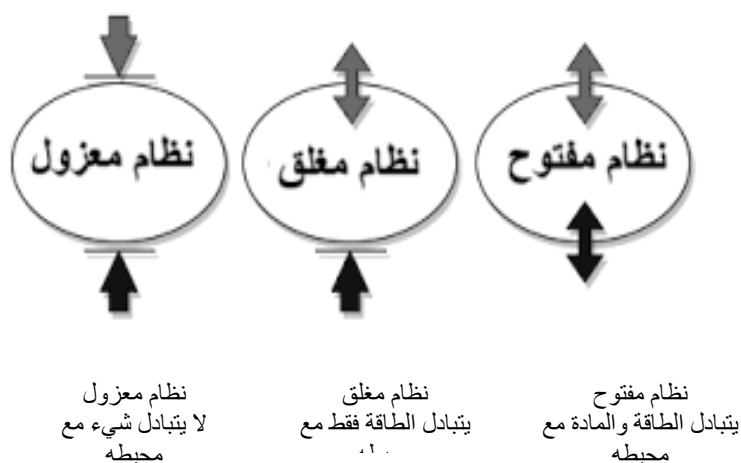 نظام مفتوح
نظام مغلق
نظام معزول
نظام مفتوح
يتبادل الطاقة والمادة مع
محيطه
نظام مغلق
يتبادل الطاقة فقط مع
نظام معزول
لا يتبادل شيء مع
محيطه